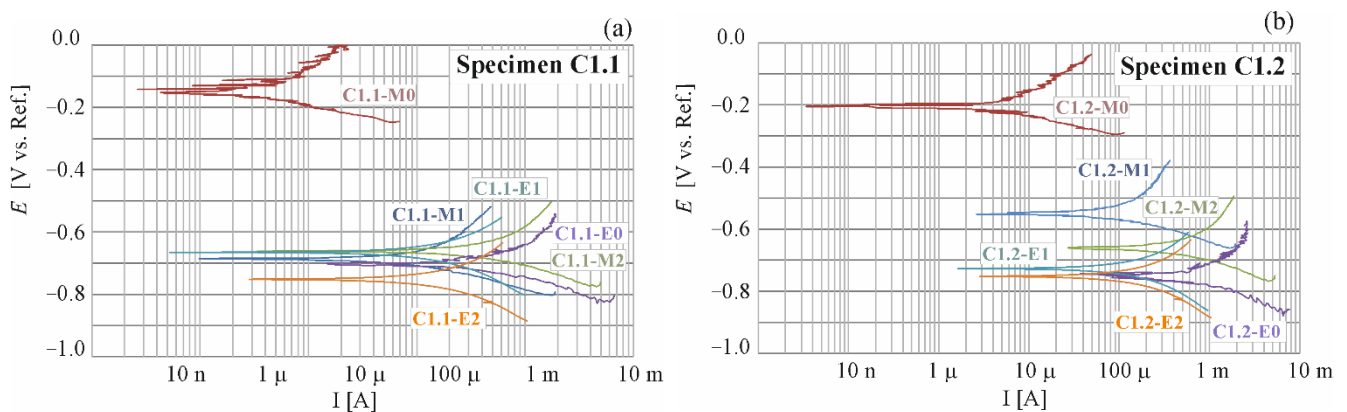 (a)
0.0
Specimen C1.1
C1.1-M0
−0.2
−0.4
C1.1-E1
C1.1-M1
−0.6
C1.1-E0
C1.1-M2
−0.8
C1.1-E2
−1.0
10 n 1 µ 10 µ 100 µ 1 m 10 m
I [A]
E [V vs. Ref.]
(b)
0.0
Specimen C1.2
C1.2-M0
−0.2
−0.4
C1.2-M1
C1.2-M2
−0.6
C1.2-E1
−0.8
C1.2-E2
C1.2-E0
−1.0
10 n 1 µ 10 µ 100 µ 1 m 10 m
I [A]
E [V vs. Ref.]